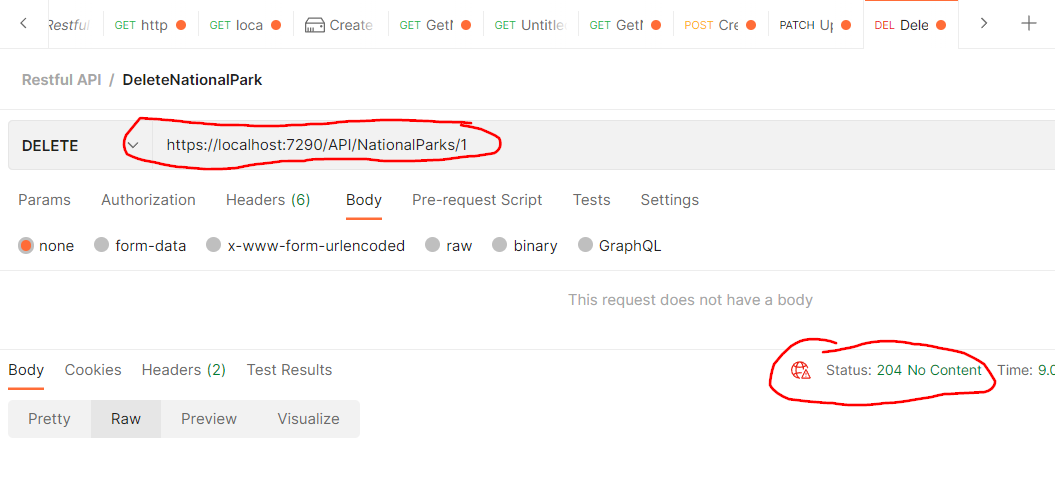 Restful GET http GET loca Create GET GetN GET Untitle GET GetN POST Cre PATCH Up DEL Dele
Restful API / DeleteNationalPark
DELETE https://localhost:7290/API/NationalParks/1
Params Authorization Headers (6) Body Pre-request Script Tests Settings
none form-data x-www-form-urlencoded raw binary GraphQL
This request does not have a body
Body Cookies Headers (2) Test Results Status: 204 No Content Time: 9.0
Pretty Raw Preview Visualize